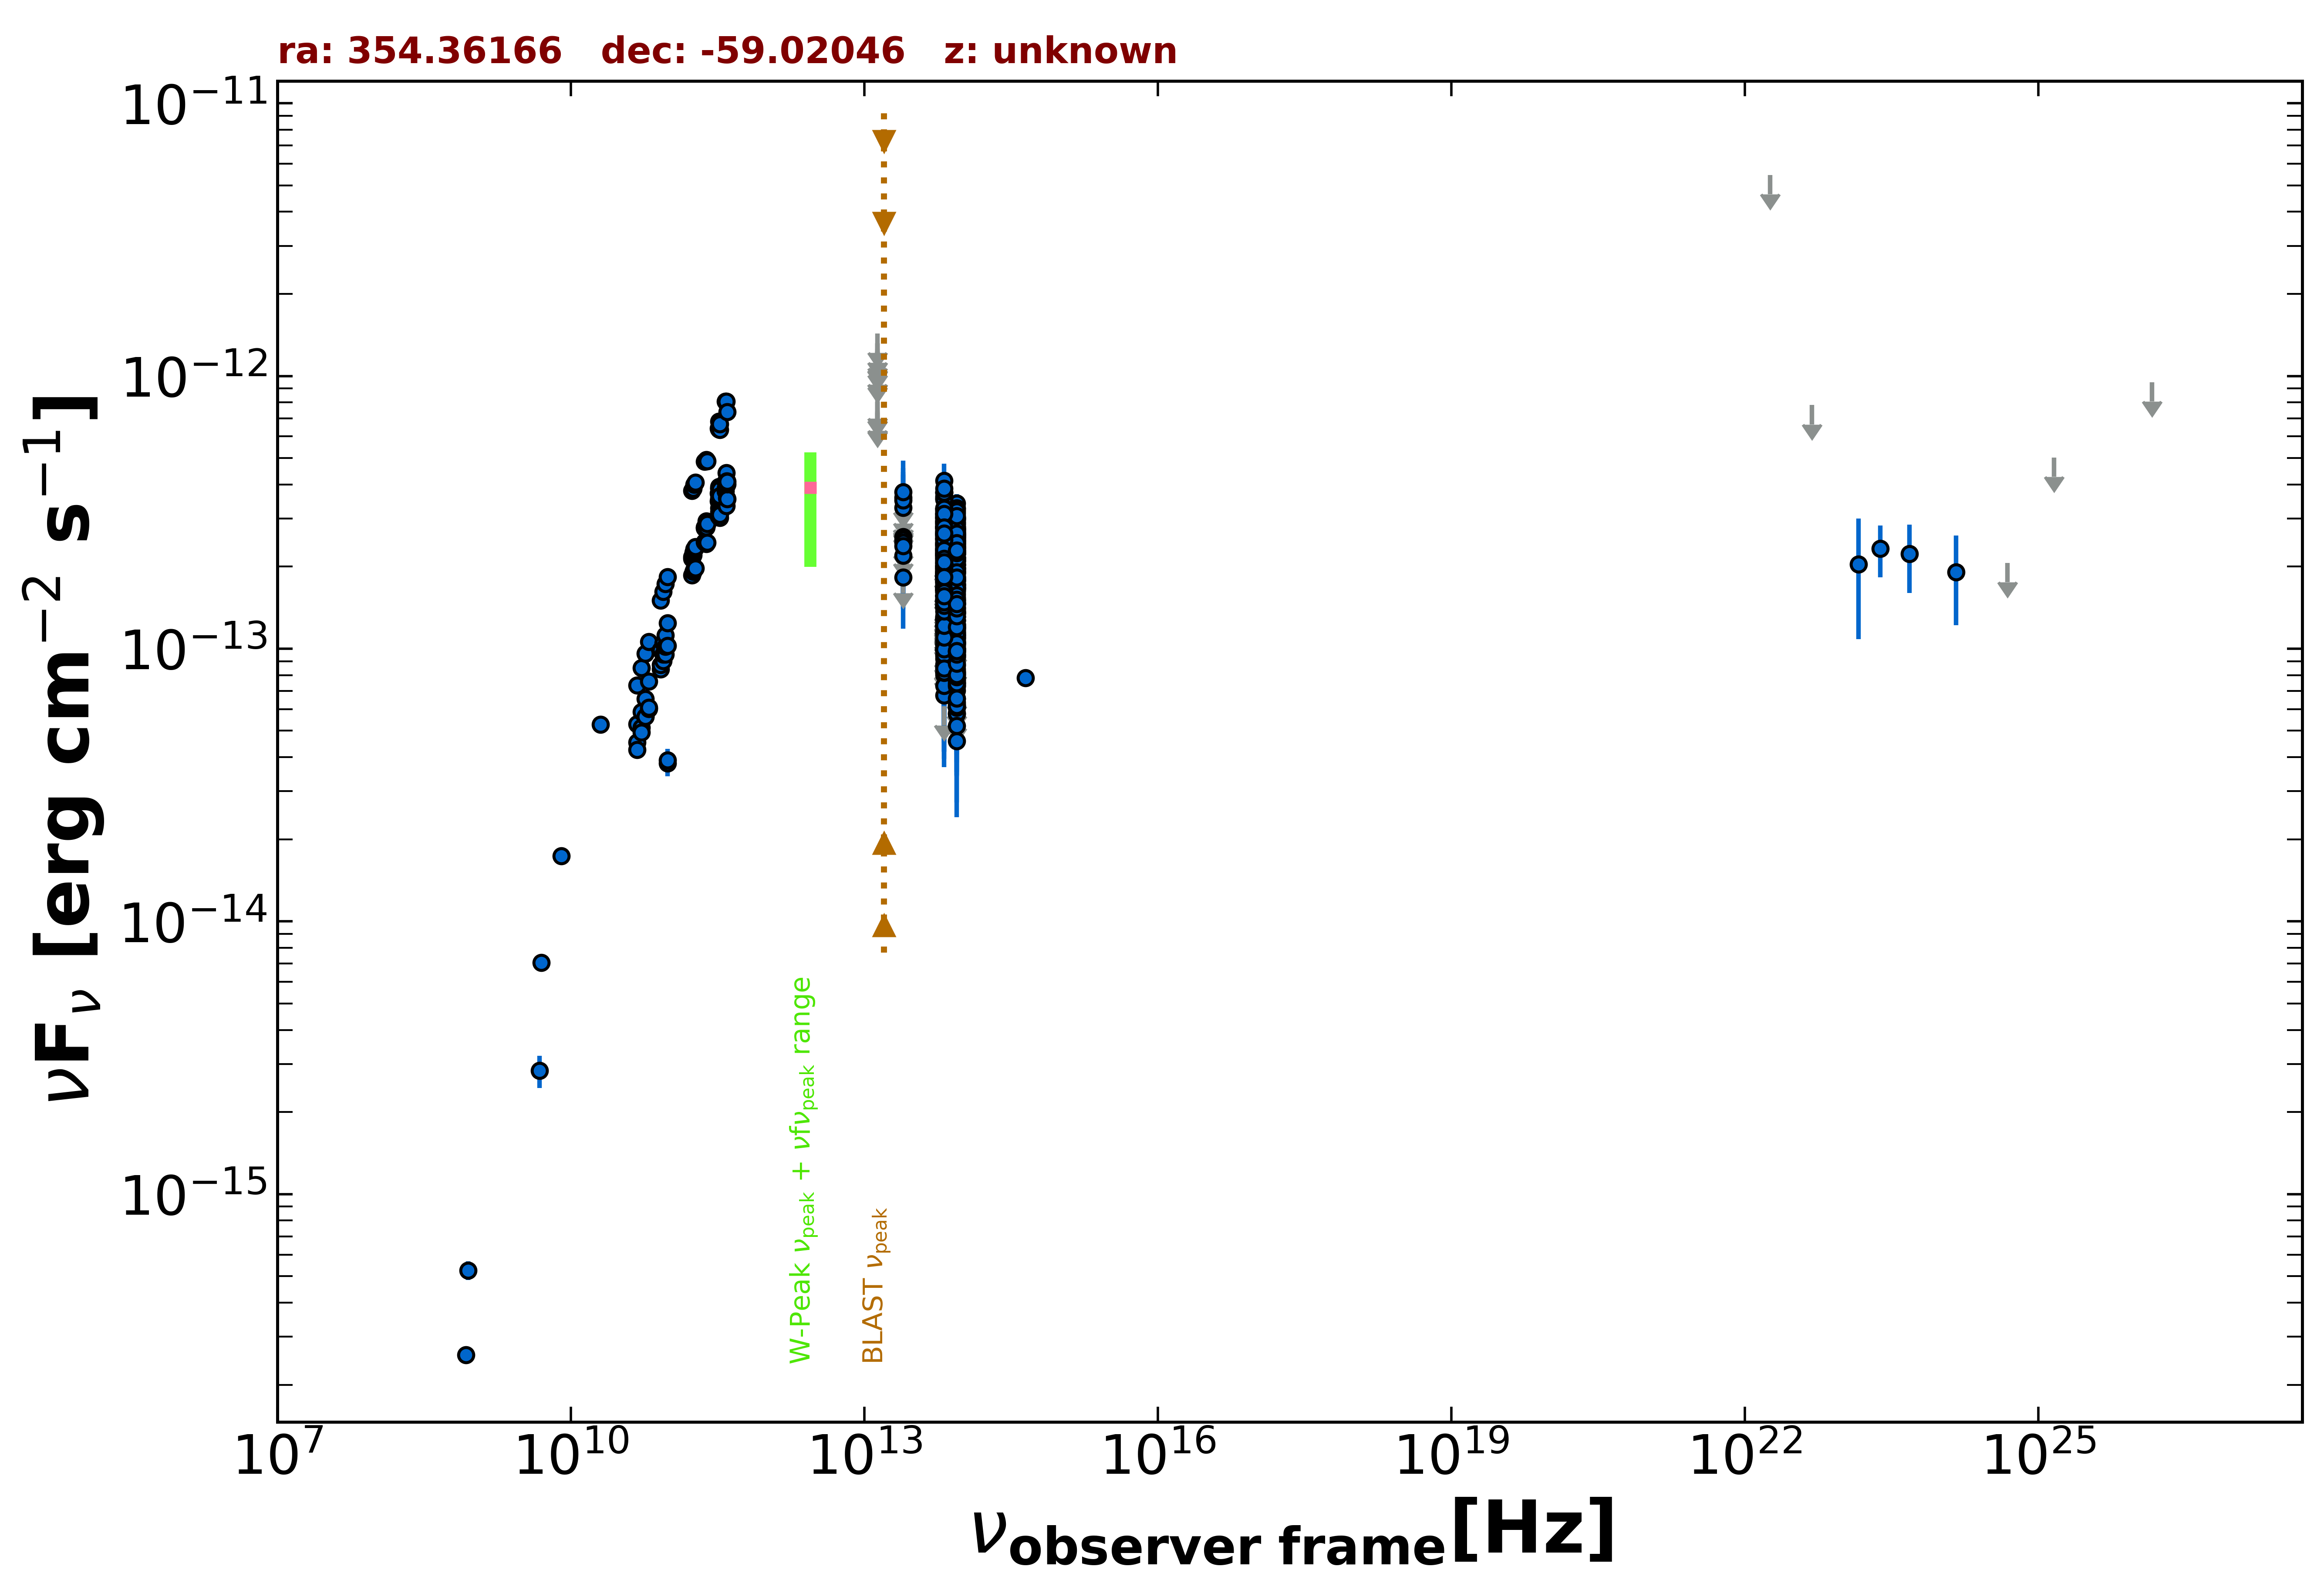 ra: 354.36166   dec: -59.02046   z: unknown
10⁻¹¹
10⁻¹²
10⁻¹³
10⁻¹⁴
10⁻¹⁵
νFν [erg cm⁻² s⁻¹]
W-Peak νpeak + νfνpeak range
BLAST νpeak
10⁷ 10¹⁰ 10¹³ 10¹⁶ 10¹⁹ 10²² 10²⁵
νobserver frame[Hz]